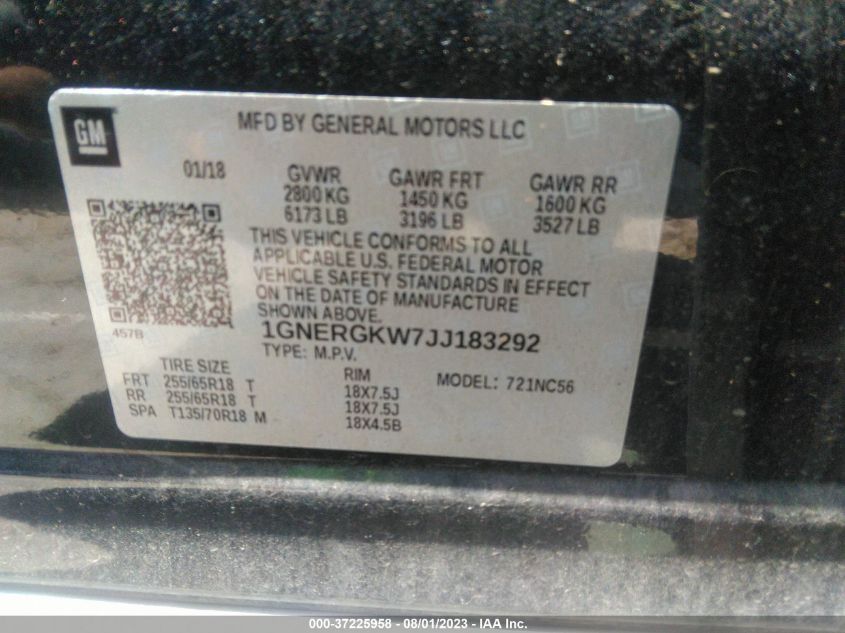 GM
MFD BY GENERAL MOTORS LLC
01/18 GVWR GAWR FRT GAWR RR
2800 KG 1450 KG 1600 KG
6173 LB 3196 LB 3527 LB
THIS VEHICLE CONFORMS TO ALL
APPLICABLE U.S. FEDERAL MOTOR
VEHICLE SAFETY STANDARDS IN EFFECT
ON THE DATE OF MANUFACTURE
SHOWN ABOVE.
457B
1GNERGKW7JJ183292
TYPE: M.P.V.
TIRE SIZE RIM MODEL: 721NC56
FRT 255/65R18 T 18X7.5J
RR 255/65R18 T 18X7.5J
SPA T135/70R18 M 18X4.5B
000-37225958 - 08/01/2023 - IAA Inc.